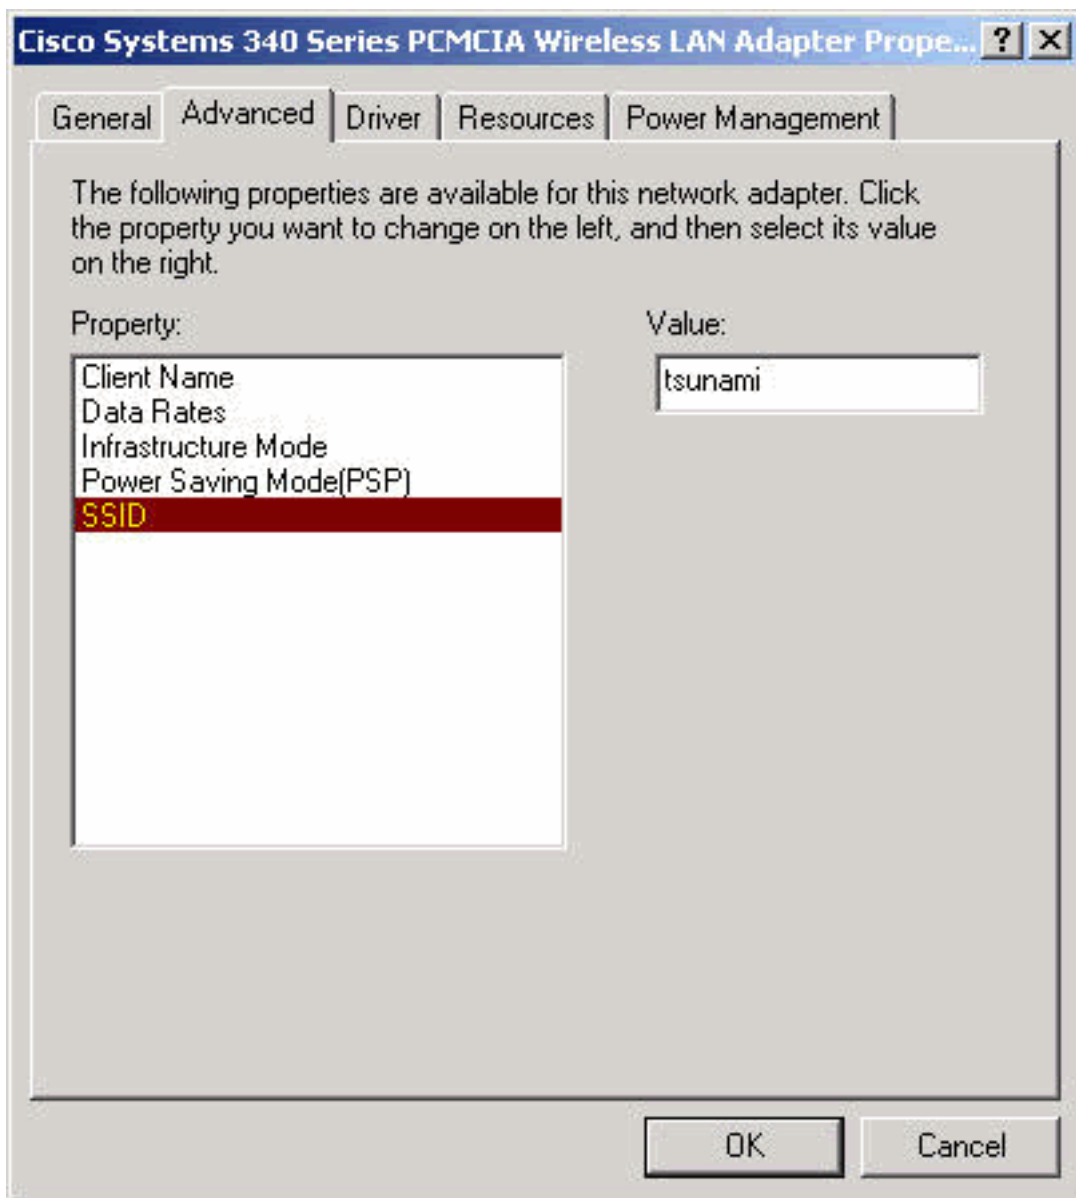 Cisco Systems 340 Series PCMCIA Wireless LAN Adapter Prope... ? X
General Advanced Driver Resources Power Management
The following properties are available for this network adapter. Click
the property you want to change on the left, and then select its value
on the right.
Property: Value:
Client Name tsunami
Data Rates
Infrastructure Mode
Power Saving Mode(PSP)
SSID
OK Cancel